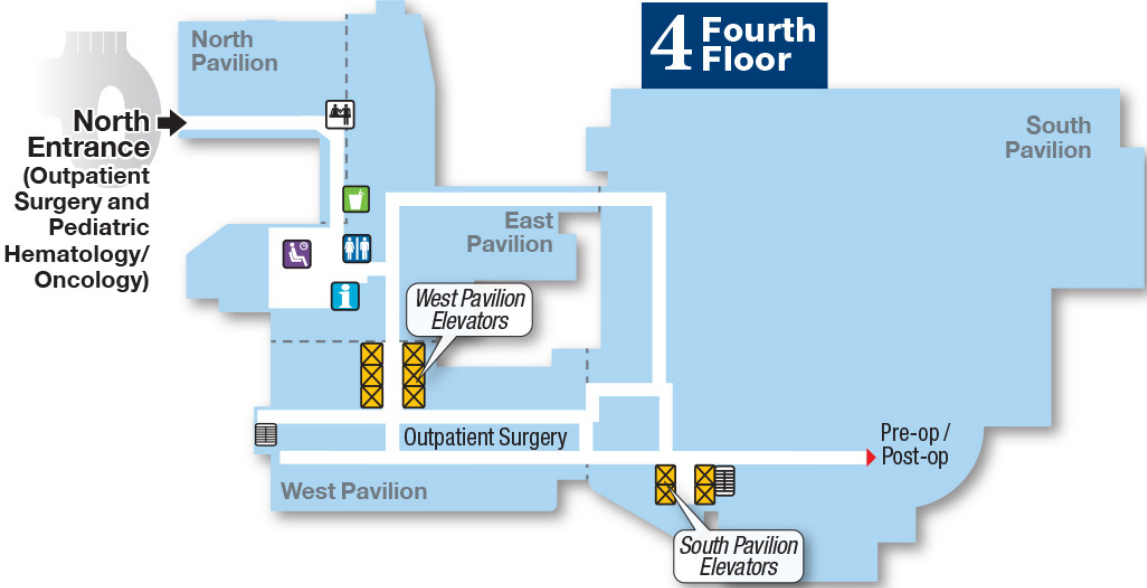 4 Fourth
Floor
North
Pavilion
North
Entrance
(Outpatient
Surgery and
Pediatric
Hematology/
Oncology)
South
Pavilion
East
Pavilion
West Pavilion
Elevators
i
Outpatient Surgery
Pre-op /
Post-op
West Pavilion
South Pavilion
Elevators